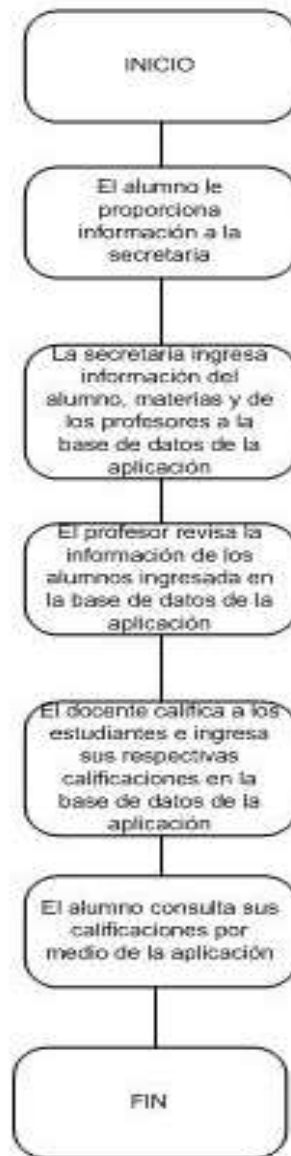 INICIO
El alumno le
proporciona
información a la
secretaria
La secretaria ingresa
información del
alumno, materias y de
los profesores a la
base de datos de la
aplicación
El profesor revisa la
información de los
alumnos ingresada en
la base de datos de la
aplicación
El docente califica a los
estudiantes e ingresa
sus respectivas
calificaciones en la
base de datos de la
aplicación
El alumno consulta sus
calificaciones por
medio de la aplicación
FIN